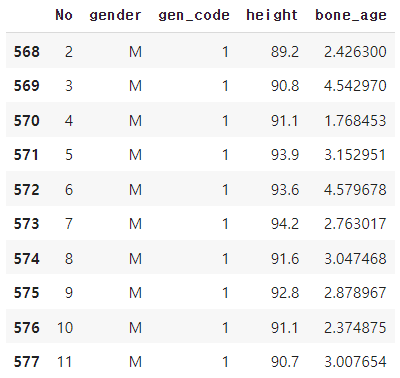 No gender gen_code height bone_age
568 2 M 1 89.2 2.426300
569 3 M 1 90.8 4.542970
570 4 M 1 91.1 1.768453
571 5 M 1 93.9 3.152951
572 6 M 1 93.6 4.579678
573 7 M 1 94.2 2.763017
574 8 M 1 91.6 3.047468
575 9 M 1 92.8 2.878967
576 10 M 1 91.1 2.374875
577 11 M 1 90.7 3.007654